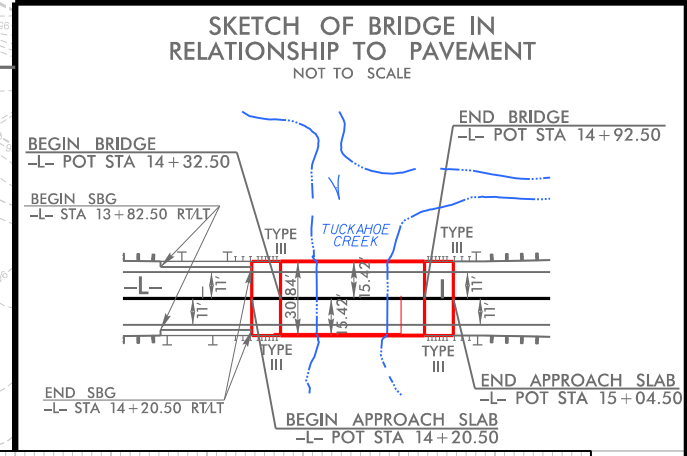 SKETCH OF BRIDGE IN
RELATIONSHIP TO PAVEMENT
NOT TO SCALE
END BRIDGE
-L- POT STA 14+92.50
BEGIN BRIDGE
-L- POT STA 14+32.50
BEGIN SBG
-L- STA 13+82.50 RT/LT
TYPE
III
TUCKAHOE
CREEK
TYPE
III
-L-
11'
11'
30.84'
15.42'
15.42'
11'
11'
TYPE
III
TYPE
III
END SBG
-L- STA 14+20.50 RT/LT
END APPROACH SLAB
-L- POT STA 15+04.50
BEGIN APPROACH SLAB
-L- POT STA 14+20.50